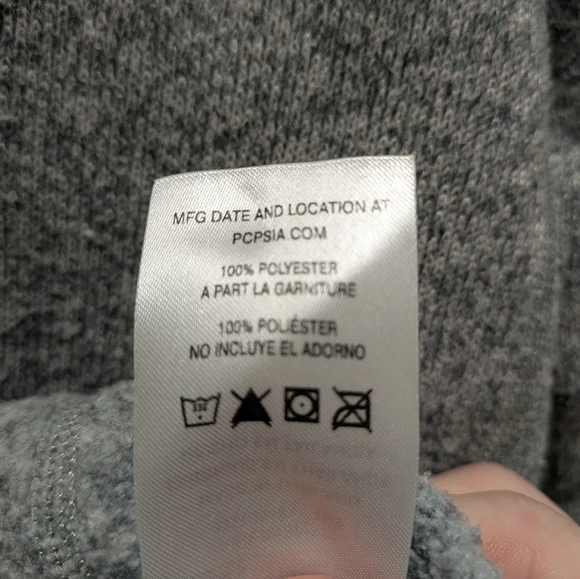 MFG DATE AND LOCATION AT
PCPSIA.COM
100% POLYESTER
A PART LA GARNITURE
100% POLIÉSTER
NO INCLUYE EL ADORNO